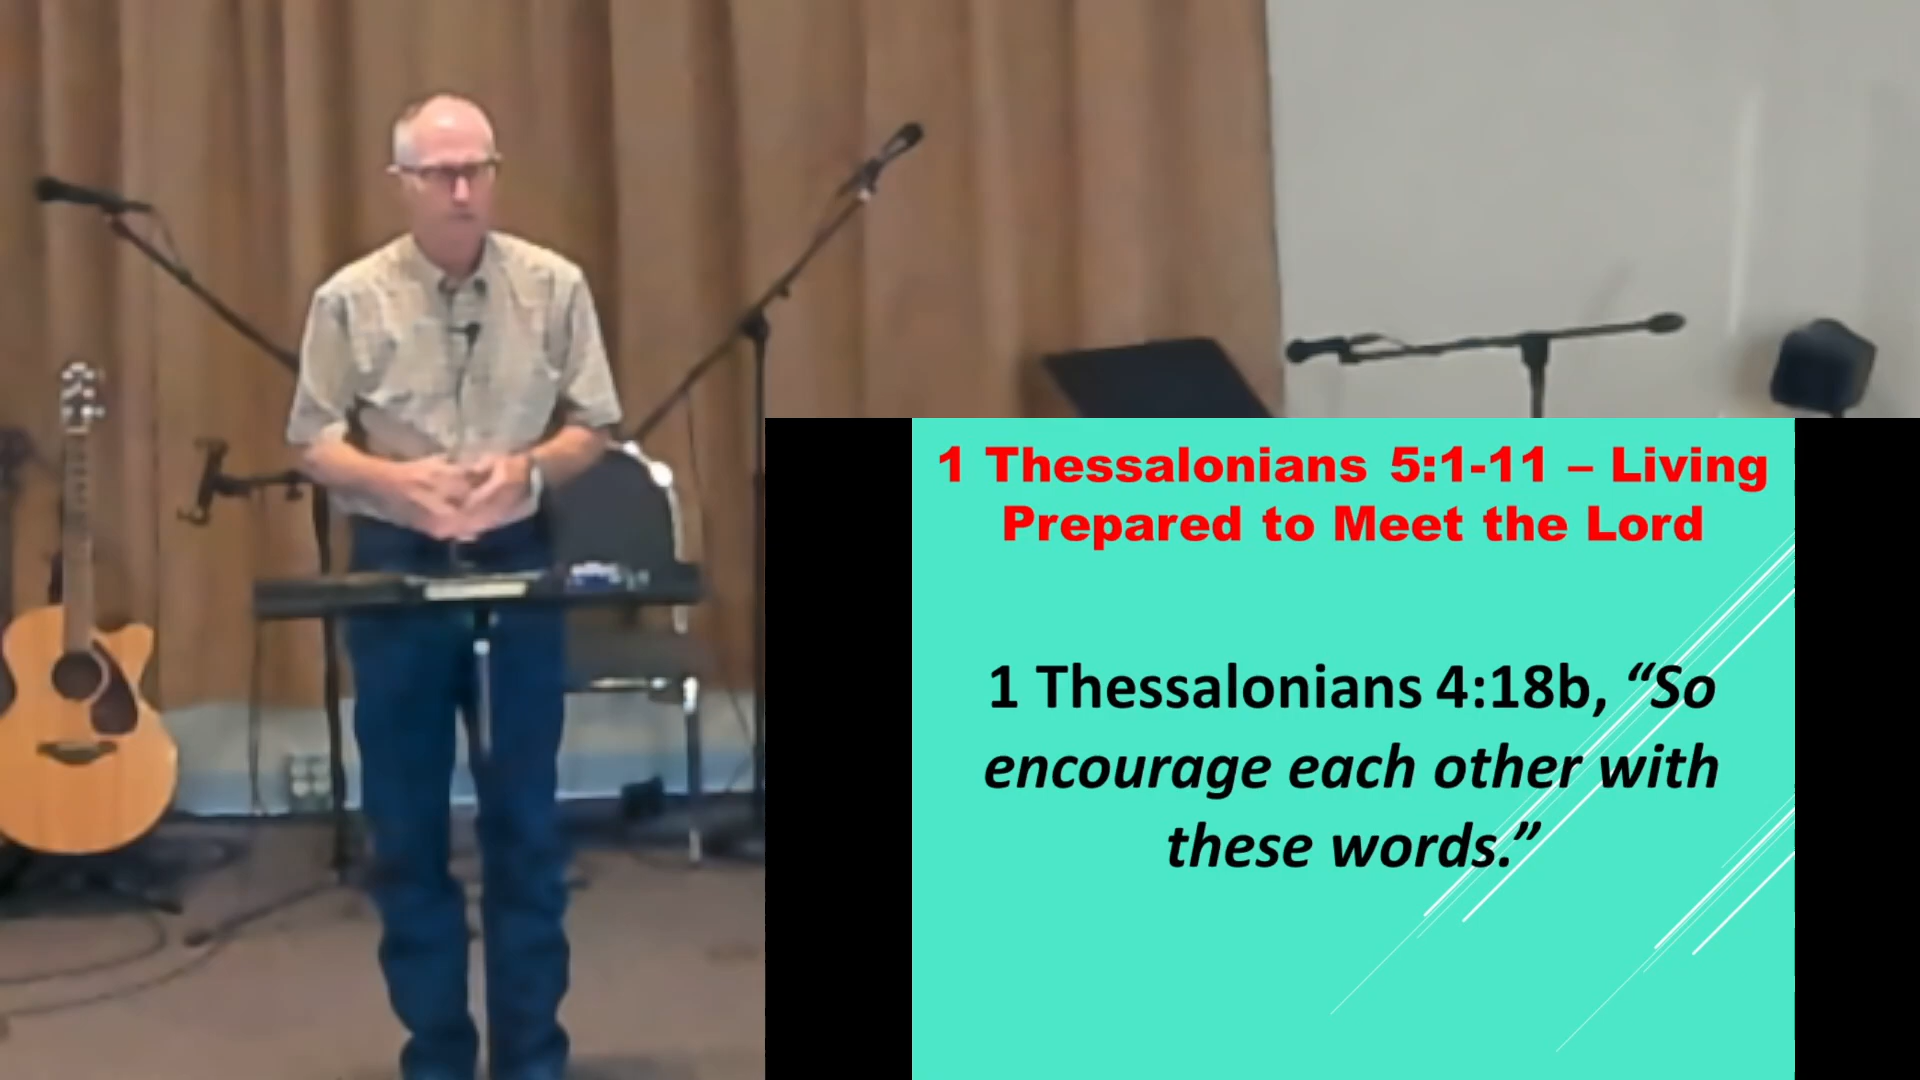 1 Thessalonians 5:1-11 – Living
Prepared to Meet the Lord
1 Thessalonians 4:18b, “So
encourage each other with
these words.”